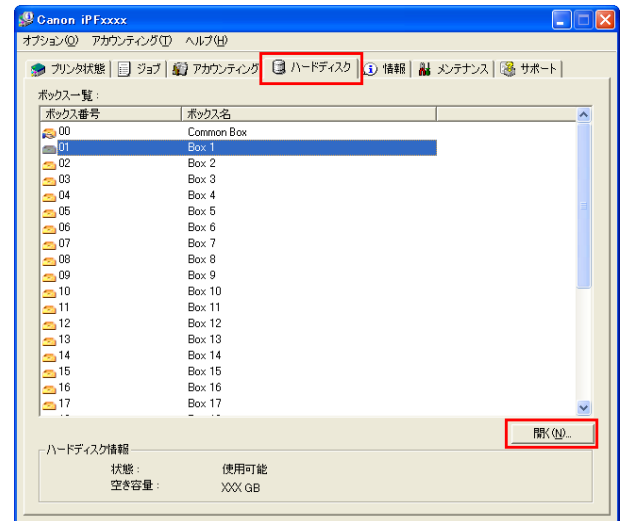 Canon iPFxxxx
オプション(O) アカウンティング(T) ヘルプ(H)
プリンタ状態 ジョブ アカウンティング ハードディスク 情報 メンテナンス サポート
ボックス一覧 :
ボックス番号 ボックス名
00 Common Box
01 Box 1
02 Box 2
03 Box 3
04 Box 4
05 Box 5
06 Box 6
07 Box 7
08 Box 8
09 Box 9
10 Box 10
11 Box 11
12 Box 12
13 Box 13
14 Box 14
15 Box 15
16 Box 16
17 Box 17
開く(N)...
ハードディスク情報
状態 : 使用可能
空き容量 : XXX GB